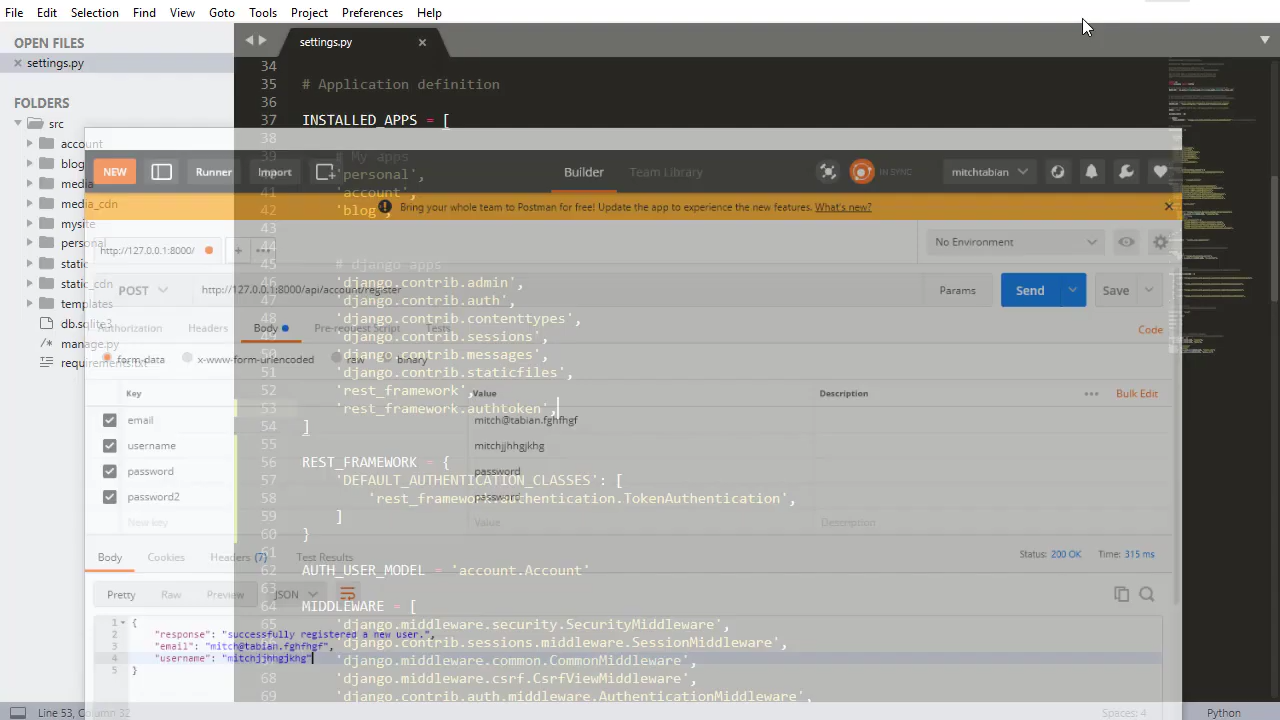 File Edit Selection Find View Goto Tools Project Preferences Help
OPEN FILES
settings.py
FOLDERS
src
account
blog
media
media_cdn
personal
static
static_cdn
templates
db.sqlite3
manage.py
requirements.txt
settings.py
34
35 # Application definition
36
37 INSTALLED_APPS = [
38
39 # My apps
'personal',
41 'account',
42 'blog',
43
45 # django apps
46 'django.contrib.admin',
47 'django.contrib.auth',
48 'django.contrib.contenttypes',
49 'django.contrib.sessions',
50 'django.contrib.messages',
51 'django.contrib.staticfiles',
52 'rest_framework',
53 'rest_framework.authtoken',
54 ]
55
56 REST_FRAMEWORK = {
57 'DEFAULT_AUTHENTICATION_CLASSES': [
58 'rest_framework.authentication.TokenAuthentication',
59 ]
60 }
61
62 AUTH_USER_MODEL = 'account.Account'
63
64 MIDDLEWARE = [
65 'django.middleware.security.SecurityMiddleware',
66 'django.contrib.sessions.middleware.SessionMiddleware',
67 'django.middleware.common.CommonMiddleware',
68 'django.middleware.csrf.CsrfViewMiddleware',
69 'django.contrib.auth.middleware.AuthenticationMiddleware',
NEW Runner Import Builder Team Library IN SYNC mitchtabian
Bring your whole team to Postman for free! Update the app to experience the new features. What's new?
http://127.0.0.1:8000/ No Environment
POST http://127.0.0.1:8000/api/account/register Params Send Save
Authorization Headers Body Pre-request Script Tests Code
form-data x-www-form-urlencoded raw binary
Key Value Description Bulk Edit
email mitch@tabian.fghfhgf
username mitchjjhhgjkhg
password password
password2 password
New key Value Description
Body Cookies Headers (7) Test Results Status: 200 OK Time: 315 ms
Pretty Raw Preview JSON
1 {
2 "response": "successfully registered a new user.",
3 "email": "mitch@tabian.fghfhgf",
4 "username": "mitchjjhhgjkhg"
5 }
Line 53, Column 32 Spaces: 4 Python